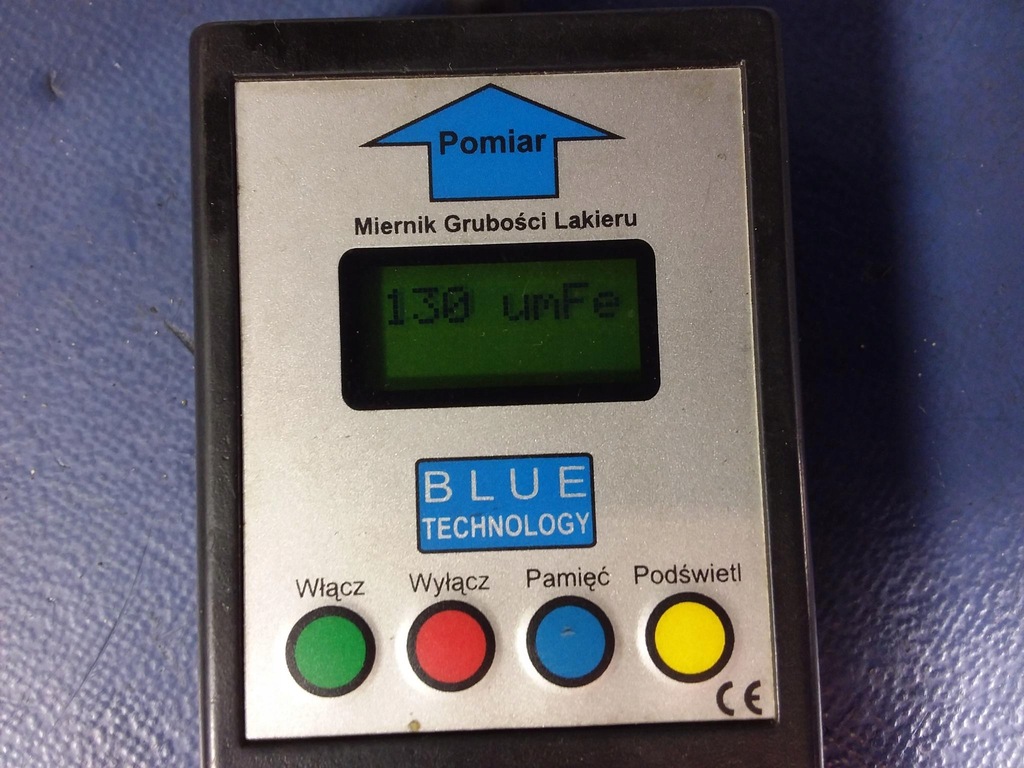 Pomiar
Miernik Grubości Lakieru
130 umFe
BLUE
TECHNOLOGY
Włącz Wyłącz Pamięć Podświetl
CE